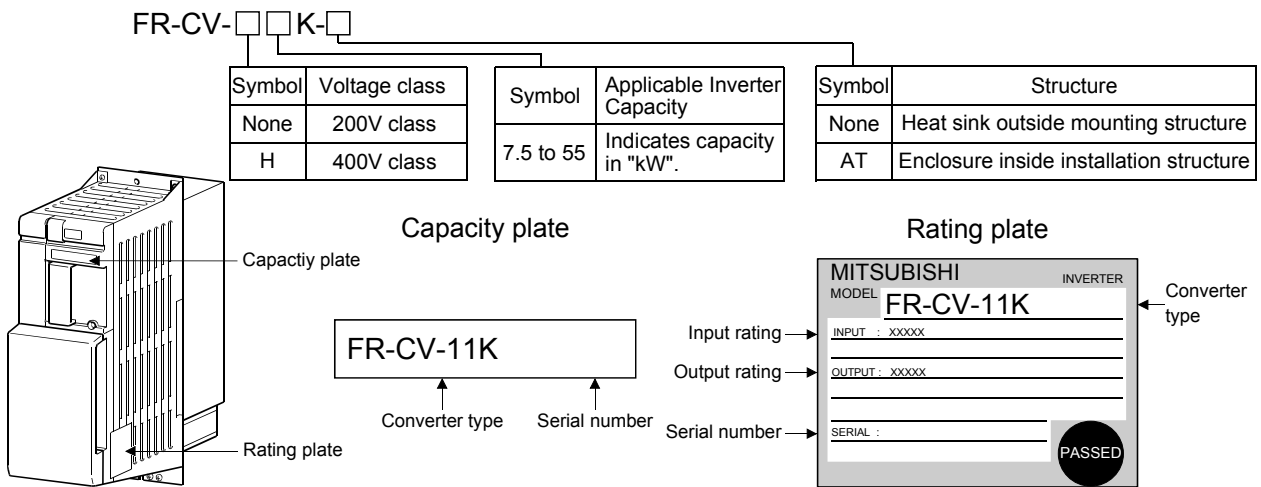 FR-CV-□ □ K-□
Symbol Voltage class
None 200V class
H 400V class
Symbol Applicable Inverter
Capacity
7.5 to 55 Indicates capacity
in "kW".
Symbol Structure
None Heat sink outside mounting structure
AT Enclosure inside installation structure
Capactiy plate
Rating plate
Capacity plate
FR-CV-11K
Converter type Serial number
Rating plate
MITSUBISHI INVERTER
MODEL FR-CV-11K
Converter
type
Input rating INPUT : XXXXX
Output rating OUTPUT : XXXXX
Serial number SERIAL :
PASSED